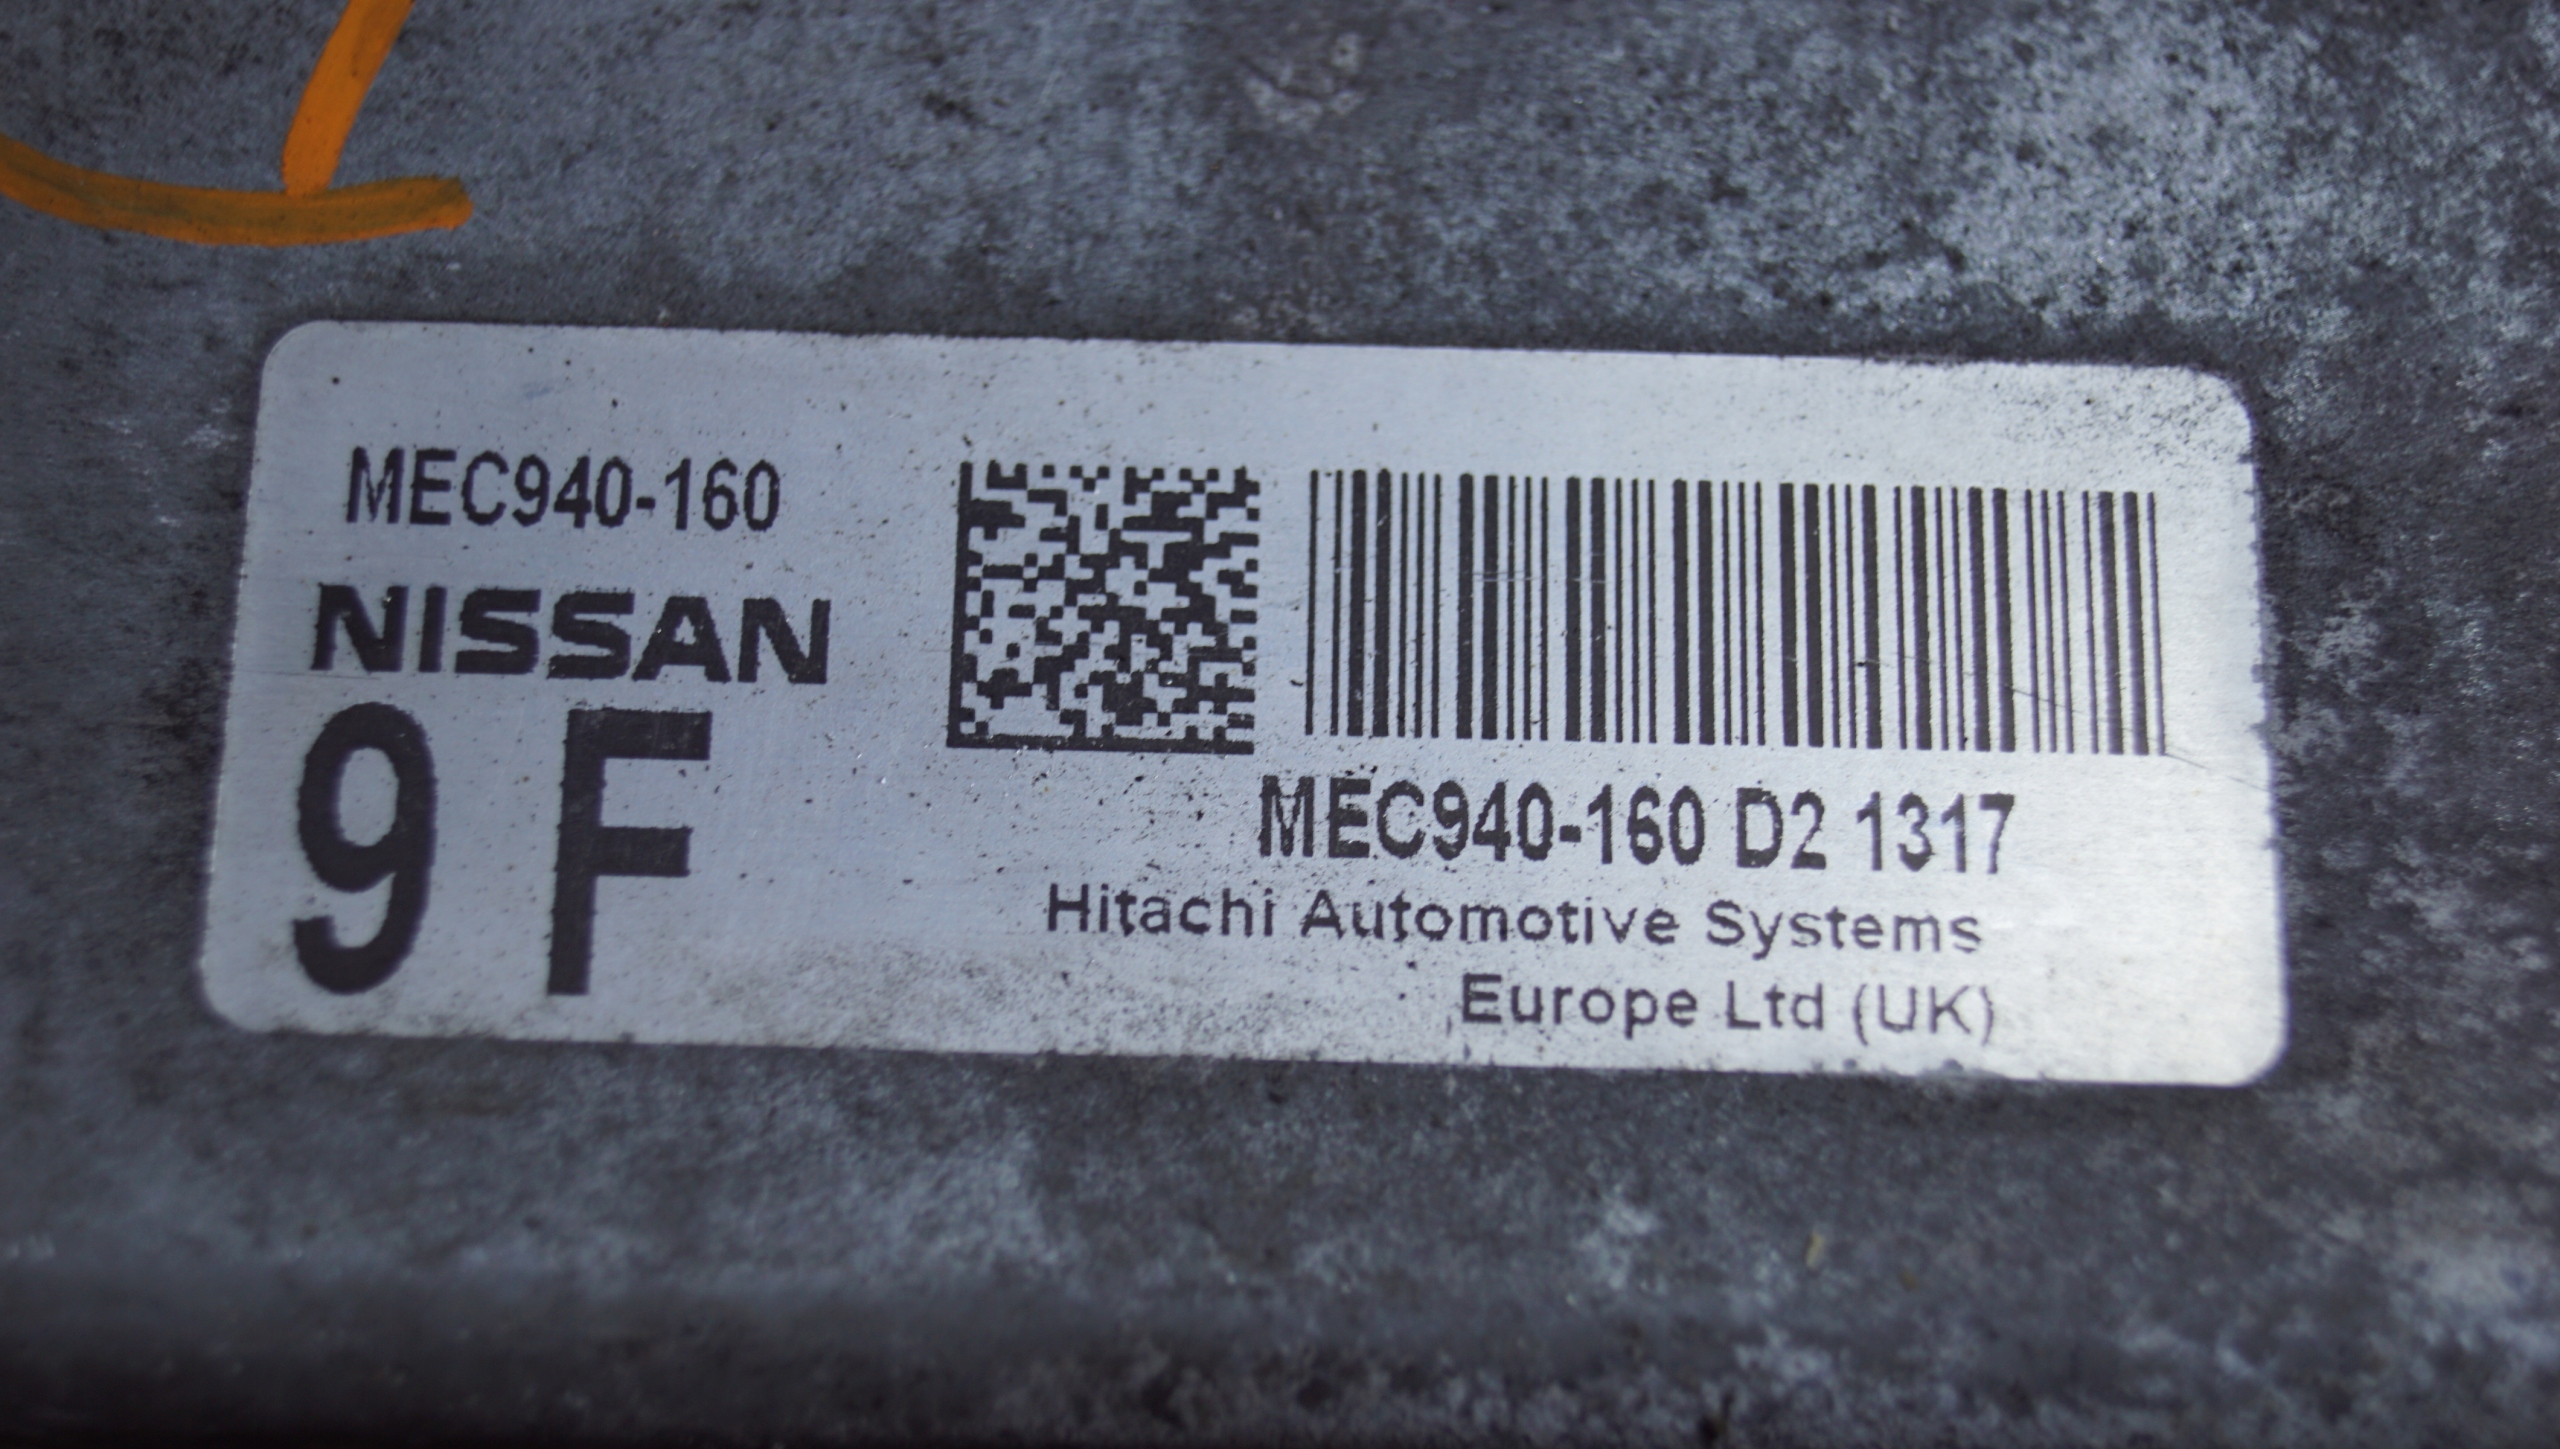 MEC940-160
NISSAN
9 F
MEC940-160 D2 1317
Hitachi Automotive Systems
Europe Ltd (UK)